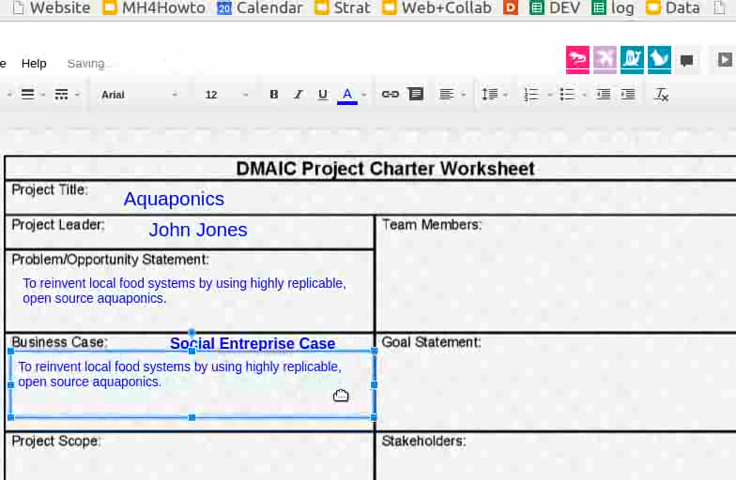 Website MH4Howto Calendar Strat Web+Collab DEV log Data
e Help Saving...
Arial 12 B I U A
DMAIC Project Charter Worksheet
Project Title: Aquaponics
Project Leader: John Jones
Team Members:
Problem/Opportunity Statement:
To reinvent local food systems by using highly replicable,
open source aquaponics.
Business Case: Social Entreprise Case
Goal Statement:
To reinvent local food systems by using highly replicable,
open source aquaponics.
Project Scope:
Stakeholders: